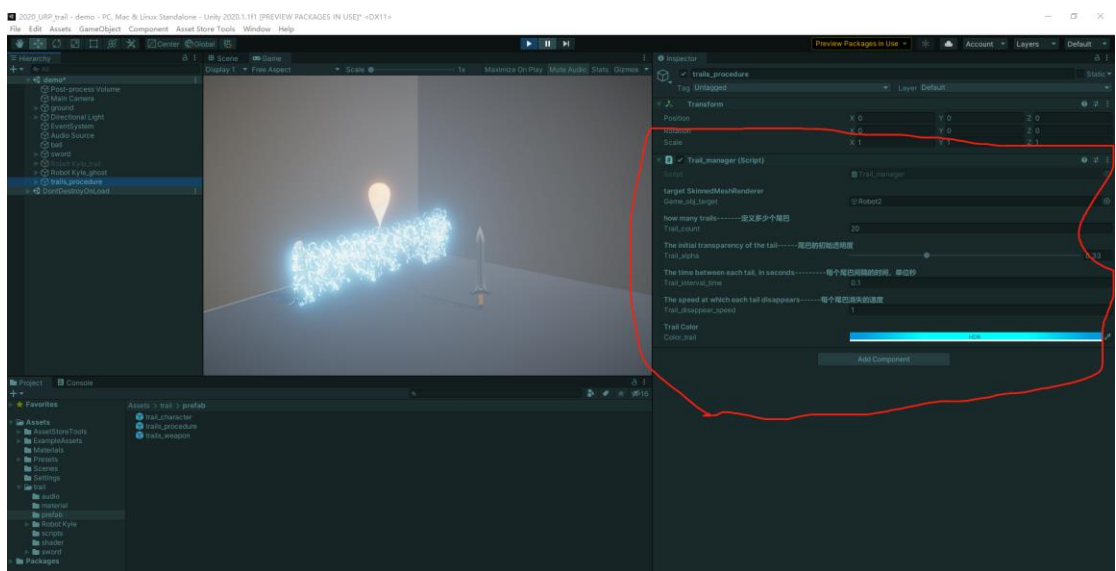 2020_URP_trail - demo - PC, Mac & Linux Standalone - Unity 2020.1.1f1 [PREVIEW PACKAGES IN USE]* <DX11>
File Edit Assets GameObject Component Asset Store Tools Window Help
Center Global Preview Packages in Use Account Layers Default
Hierarchy Scene Game Inspector
All Display 1 Free Aspect Scale 1x Maximize On Play Mute Audio Stats Gizmos trails_procedure Static
demo*
Tag Untagged Layer Default
Post-process Volume
Main Camera
ground
Directional Light
EventSystem
Audio Source
ball
sword
Robot Kyle_trail
Robot Kyle_ghost
trails_procedure
DontDestroyOnLoad
Transform
Position X 0 Y 0 Z 0
Rotation X 0 Y 0 Z 0
Scale X 1 Y 1 Z 1
Trail_manager (Script)
Script Trail_manager
target SkinnedMeshRenderer
Game_obj_target Robot2
how many trails-------定义多少个尾巴
Trail_count 20
The initial transparency of the tail------尾巴的初始透明度
Trail_alpha 0.33
The time between each tail, in seconds---------每个尾巴间隔的时间，单位秒
Trail_interval_time 0.1
The speed at which each tail disappears------每个尾巴消失的速度
Trail_disappear_speed 1
Trail Color
Color_trail HDR
Add Component
Project Console
15
Favorites Assets > trail > prefab
trail_character
trails_procedure
trails_weapon
Assets
AssetStoreTools
ExampleAssets
Materials
Presets
Scenes
Settings
trail
audio
material
prefab
Robot Kyle
scripts
shader
sword
Packages